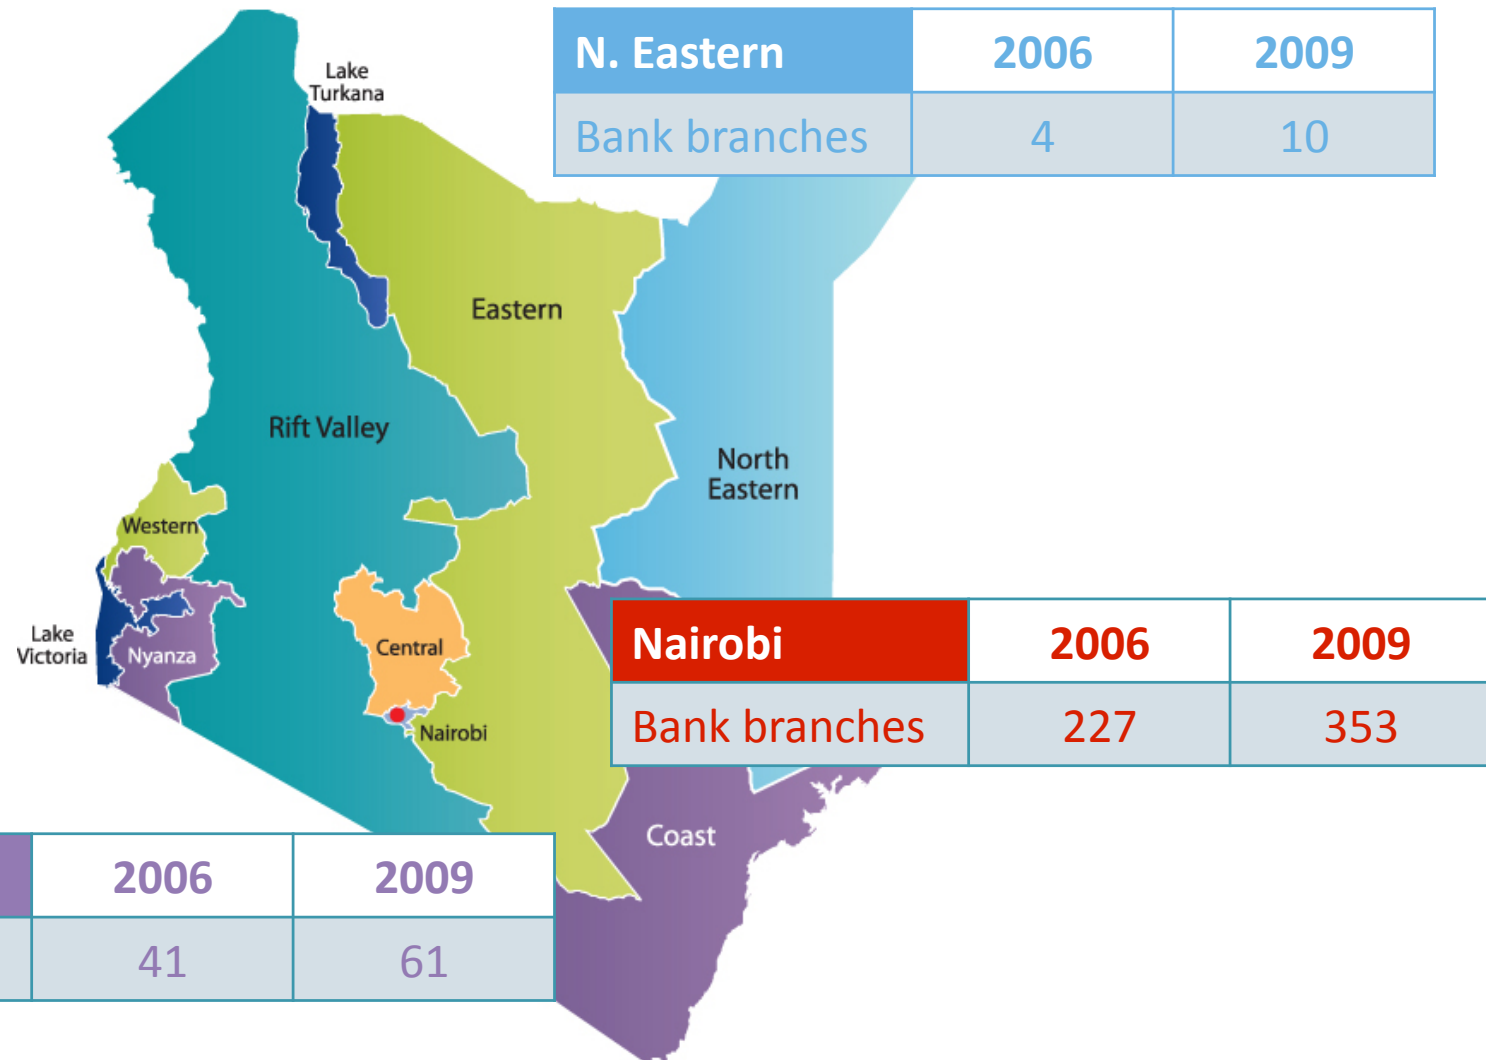 N. Eastern 2006 2009
Bank branches 4 10
Lake
Turkana
Eastern
Rift Valley
North
Eastern
Western
Lake
Victoria
Nyanza
Central
Nairobi
Nairobi 2006 2009
Bank branches 227 353
Coast
2006 2009
41 61